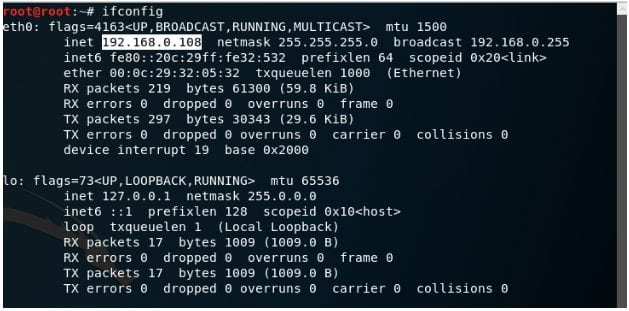 root@root:~# ifconfig
eth0: flags=4163<UP,BROADCAST,RUNNING,MULTICAST>  mtu 1500
        inet 192.168.0.108  netmask 255.255.255.0  broadcast 192.168.0.255
        inet6 fe80::20c:29ff:fe32:532  prefixlen 64  scopeid 0x20<link>
        ether 00:0c:29:32:05:32  txqueuelen 1000  (Ethernet)
        RX packets 219  bytes 61300 (59.8 KiB)
        RX errors 0  dropped 0  overruns 0  frame 0
        TX packets 297  bytes 30343 (29.6 KiB)
        TX errors 0  dropped 0 overruns 0  carrier 0  collisions 0
        device interrupt 19  base 0x2000

lo: flags=73<UP,LOOPBACK,RUNNING>  mtu 65536
        inet 127.0.0.1  netmask 255.0.0.0
        inet6 ::1  prefixlen 128  scopeid 0x10<host>
        loop  txqueuelen 1  (Local Loopback)
        RX packets 17  bytes 1009 (1009.0 B)
        RX errors 0  dropped 0  overruns 0  frame 0
        TX packets 17  bytes 1009 (1009.0 B)
        TX errors 0  dropped 0 overruns 0  carrier 0  collisions 0